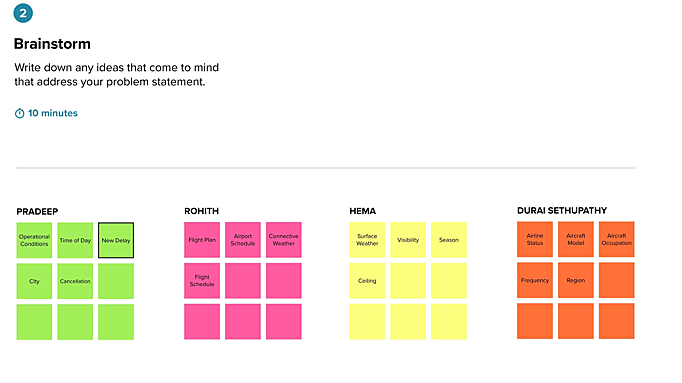 2
Brainstorm
Write down any ideas that come to mind
that address your problem statement.
10 minutes
PRADEEP
Operational
Conditions
Time of Day
New Delay
City
Cancellation
ROHITH
Flight Plan
Airport
Schedule
Connective
Weather
Flight
Schedule
HEMA
Surface
Weather
Visibility
Season
Ceiling
DURAI SETHUPATHY
Airline
Status
Aircraft
Model
Aircraft
Occupation
Frequency
Region